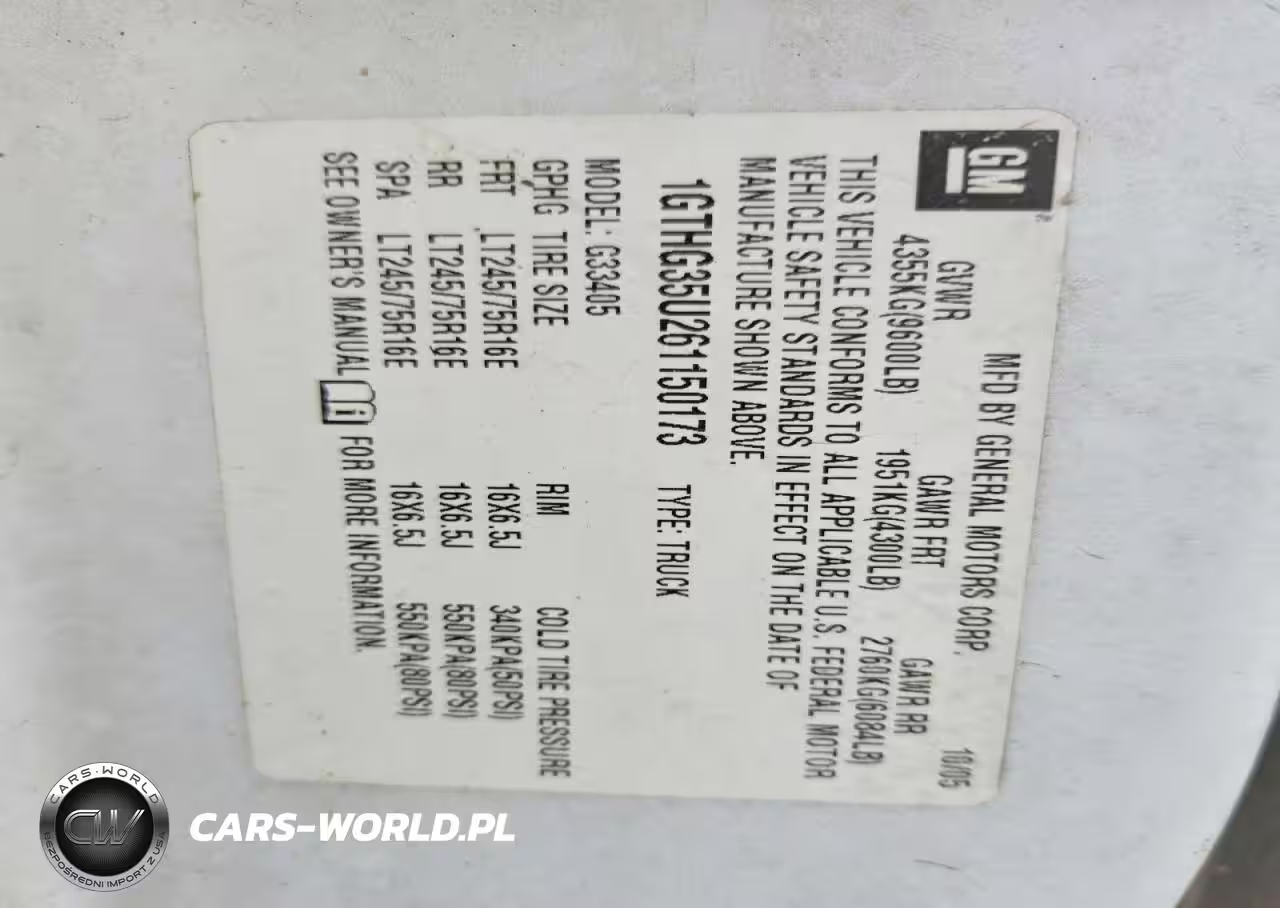 GM
MFD BY GENERAL MOTORS CORP. 10/05
GVWR GAWR FRT GAWR RR
4355KG(9600LB) 1951KG(4300LB) 2760KG(6084LB)
THIS VEHICLE CONFORMS TO ALL APPLICABLE U.S. FEDERAL MOTOR
VEHICLE SAFETY STANDARDS IN EFFECT ON THE DATE OF
MANUFACTURE SHOWN ABOVE.
1GTHG35U261150173 TYPE: TRUCK
MODEL: G33405
GPHG TIRE SIZE RIM COLD TIRE PRESSURE
FRT LT245/75R16E 16X6.5J 340KPA(50PSI)
RR LT245/75R16E 16X6.5J 550KPA(80PSI)
SPA LT245/75R16E 16X6.5J 550KPA(80PSI)
SEE OWNER'S MANUAL FOR MORE INFORMATION.
CARS-WORLD
CW
BEZPOŚREDNI IMPORT Z USA
CARS-WORLD.PL